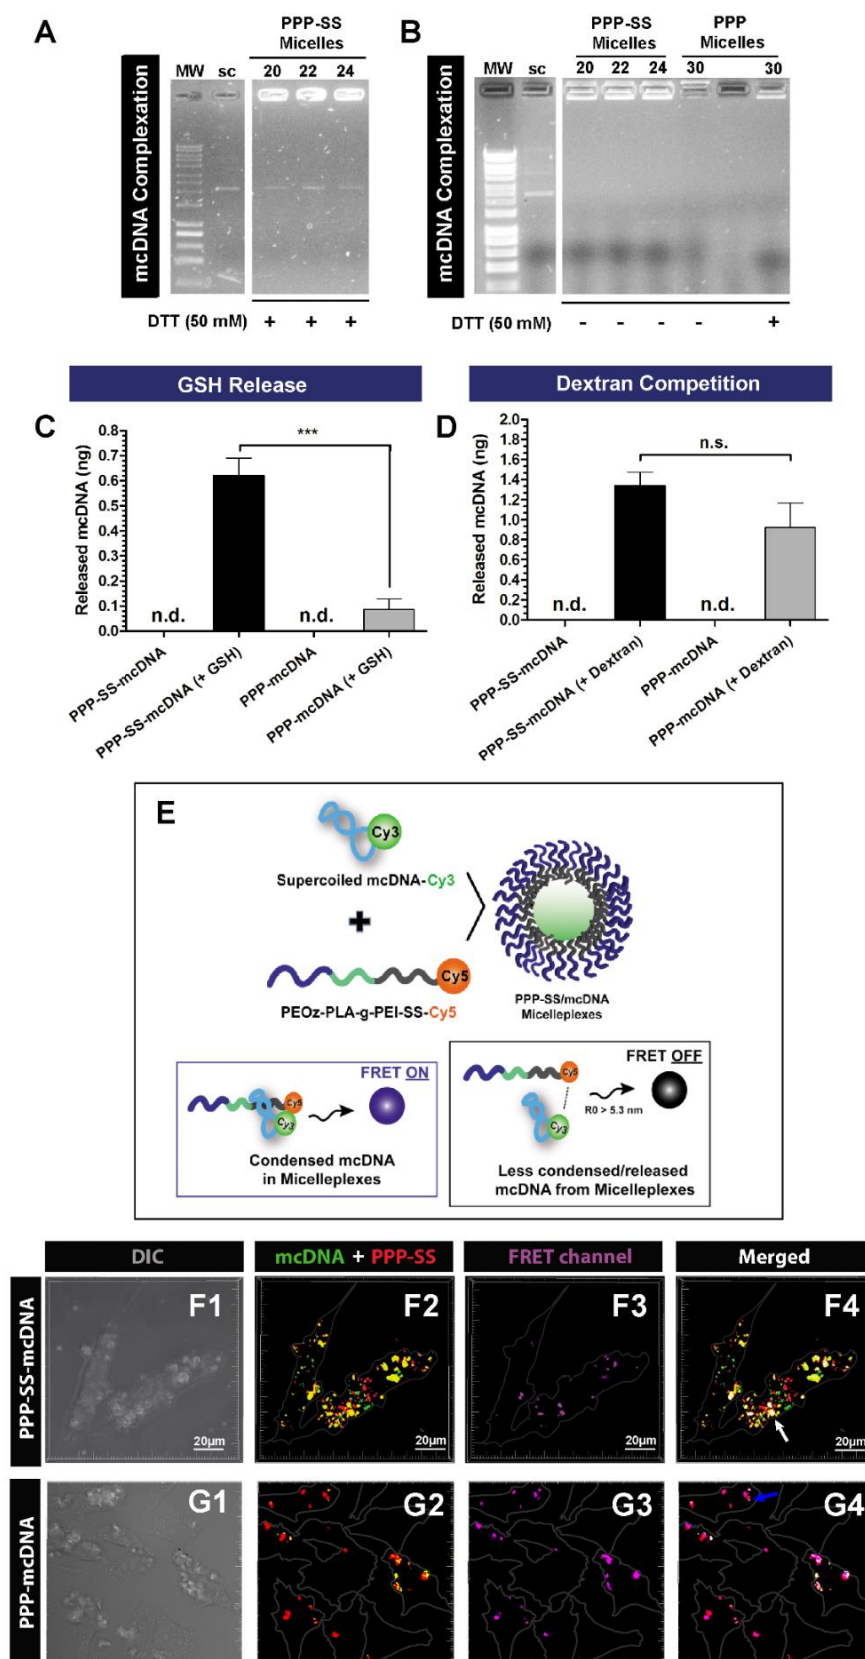 A
PPP-SS
Micelles
MW sc 20 22 24
mcDNA Complexation
DTT (50 mM) + + +
B
PPP-SS PPP
Micelles Micelles
MW sc 20 22 24 30 30
mcDNA Complexation
DTT (50 mM) - - - - +
GSH Release
C
Released mcDNA (ng)
0.8
0.7
0.6
0.5
0.4
0.3
0.2
0.1
0.0
***
n.d.
n.d.
PPP-SS-mcDNA
PPP-SS-mcDNA (+ GSH)
PPP-mcDNA
PPP-mcDNA (+ GSH)
Dextran Competition
D
Released mcDNA (ng)
2.0
1.8
1.6
1.4
1.2
1.0
0.8
0.6
0.4
0.2
0.0
n.s.
n.d.
n.d.
PPP-SS-mcDNA
PPP-SS-mcDNA (+ Dextran)
PPP-mcDNA
PPP-mcDNA (+ Dextran)
E
Cy3
Supercoiled mcDNA-Cy3
+
Cy5
PEOz-PLA-g-PEI-SS-Cy5
PPP-SS/mcDNA
Micelleplexes
FRET ON
Cy5
Cy3
Condensed mcDNA
in Micelleplexes
FRET OFF
Cy5
Cy3
R0 > 5.3 nm
Less condensed/released
mcDNA from Micelleplexes
DIC
mcDNA + PPP-SS
FRET channel
Merged
PPP-SS-mcDNA
F1
20µm
F2
20µm
F3
20µm
F4
20µm
PPP-mcDNA
G1
G2
G3
G4